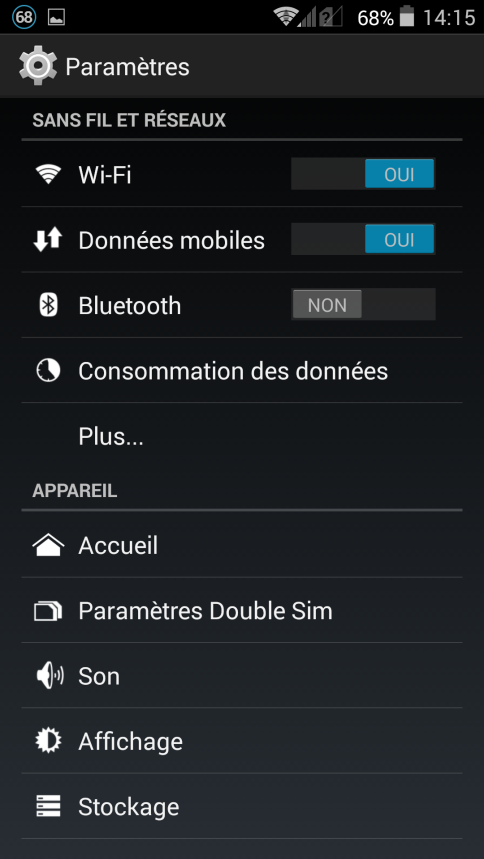 68 68% 14:15
Paramètres
SANS FIL ET RÉSEAUX
Wi-Fi OUI
Données mobiles OUI
Bluetooth NON
Consommation des données
Plus...
APPAREIL
Accueil
Paramètres Double Sim
Son
Affichage
Stockage